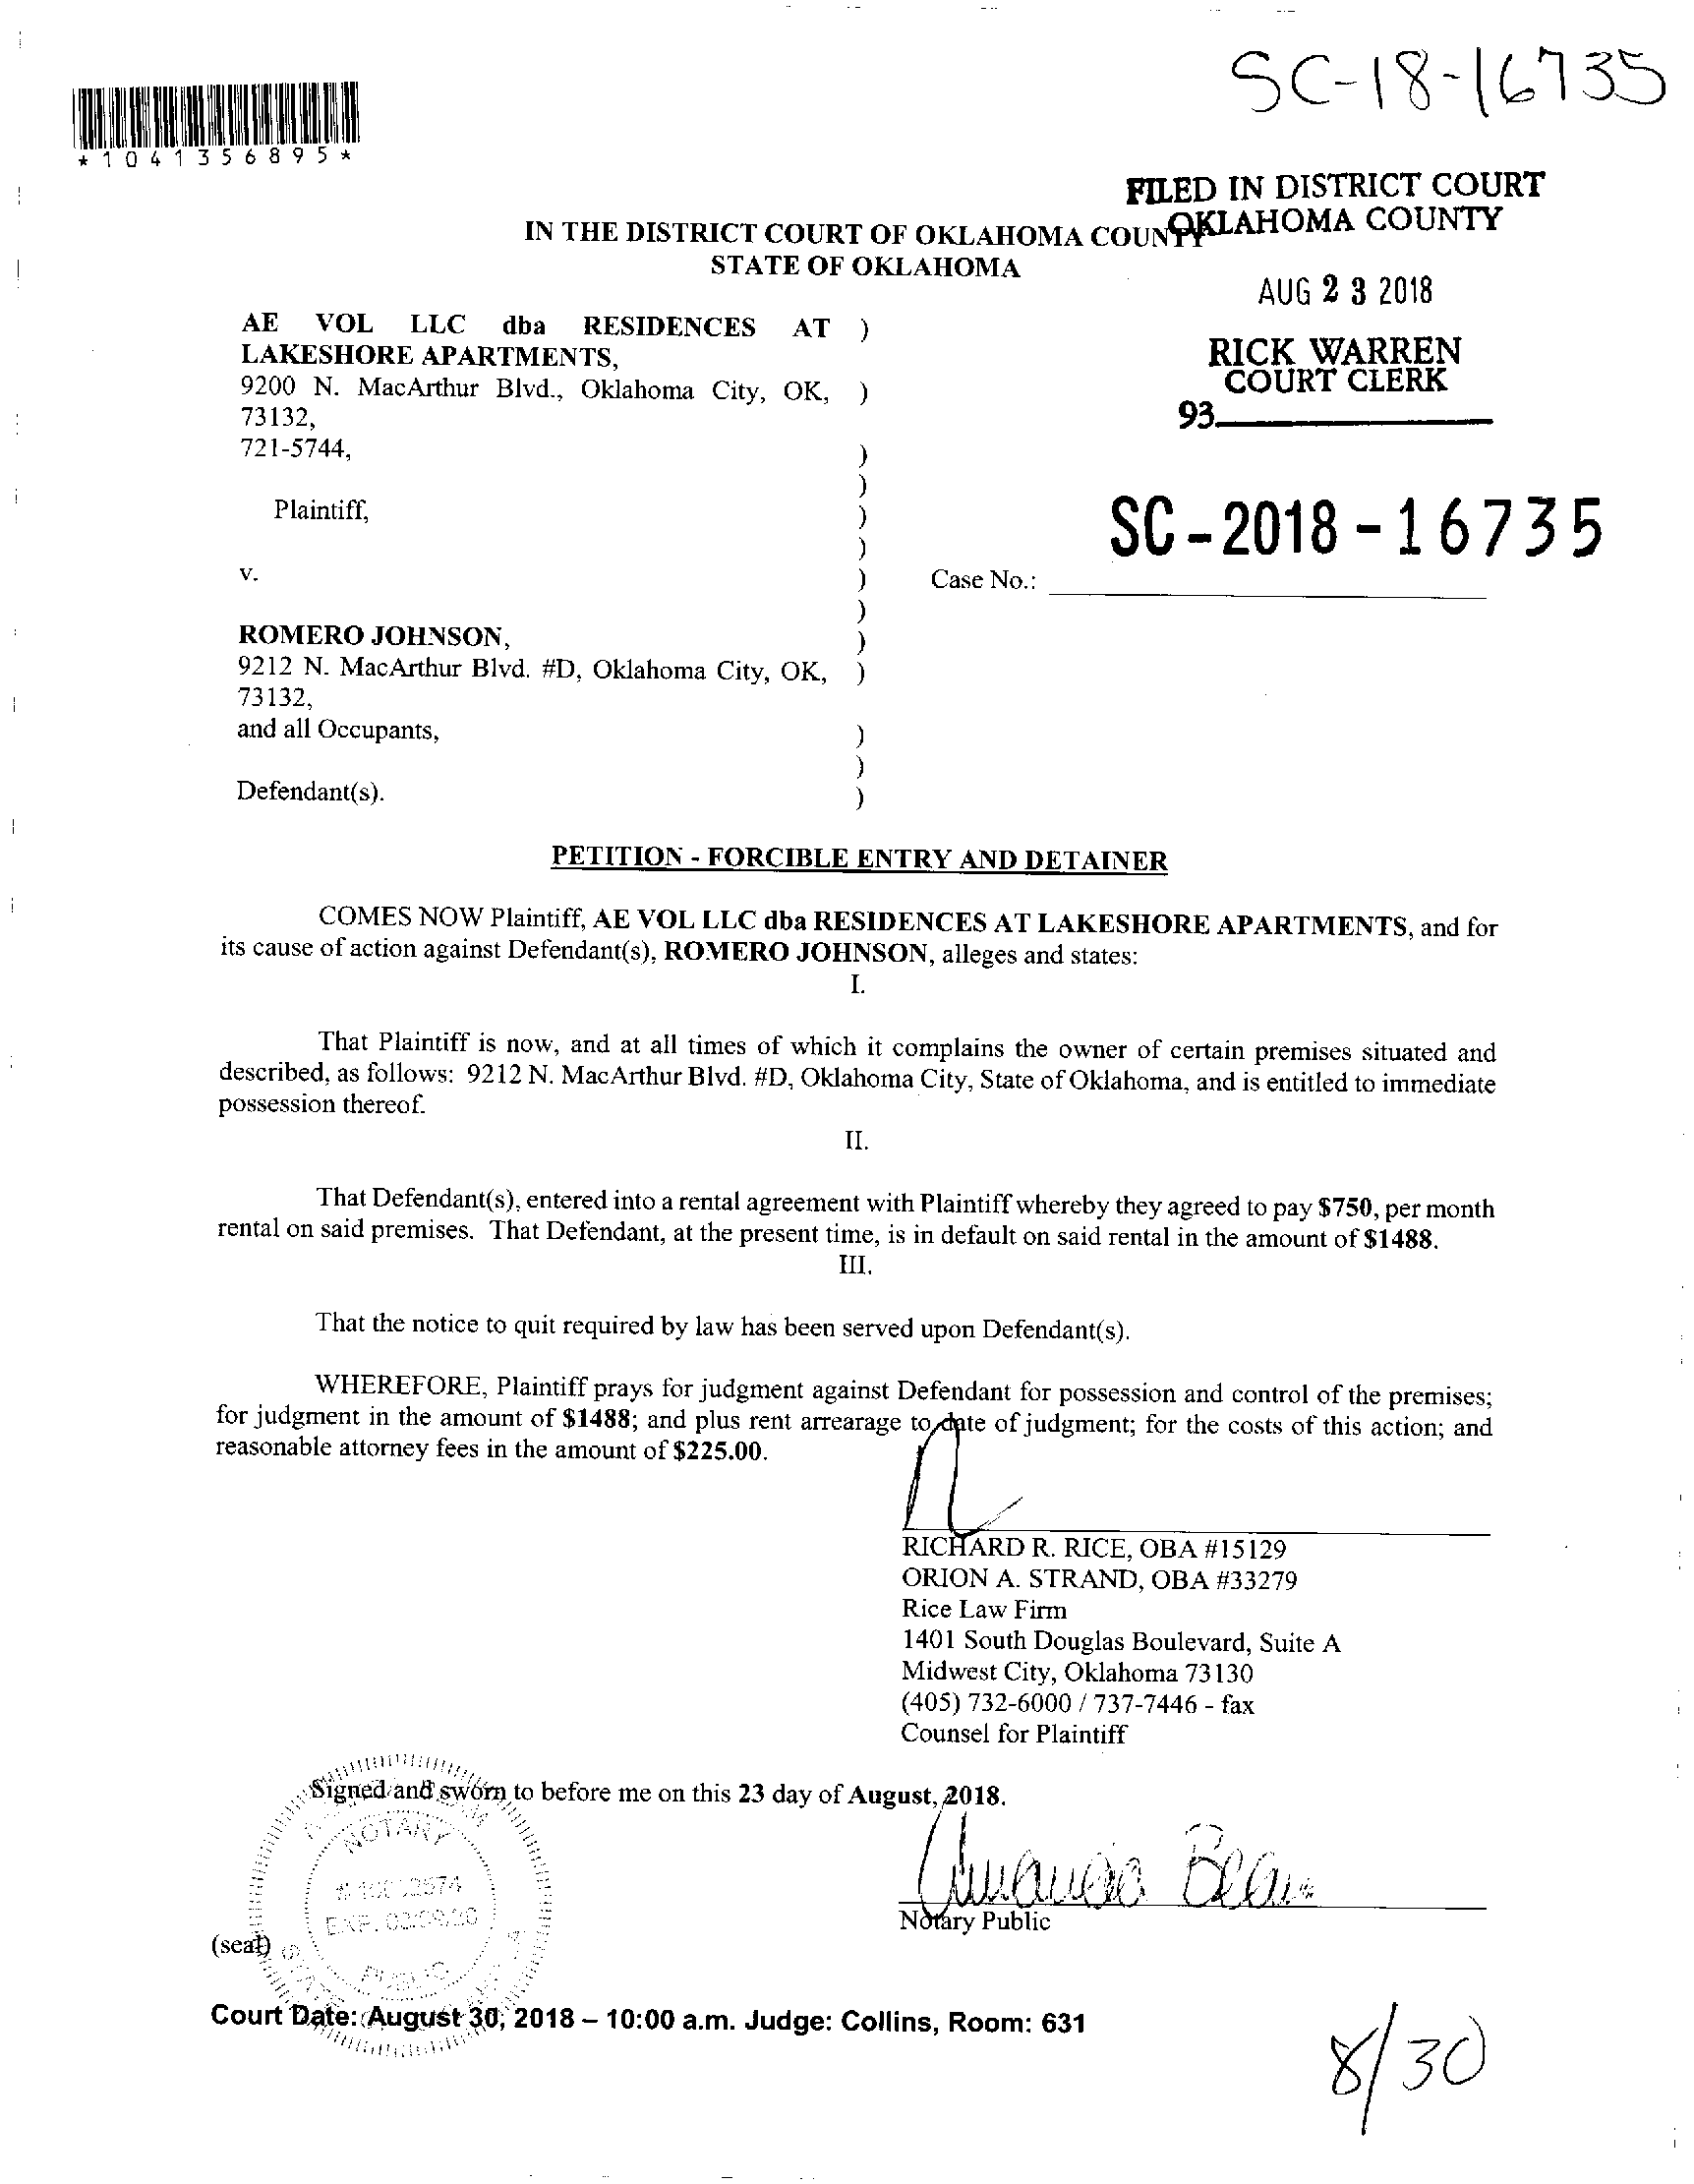 SC-18-16735
*1041356895*
FILED IN DISTRICT COURT
OKLAHOMA COUNTY
IN THE DISTRICT COURT OF OKLAHOMA COUNTY
STATE OF OKLAHOMA
AUG 23 2018
RICK WARREN
COURT CLERK
93
AE VOL LLC dba RESIDENCES AT )
LAKESHORE APARTMENTS,
9200 N. MacArthur Blvd., Oklahoma City, OK, )
73132,
721-5744, )
)
Plaintiff, )
)
SC-2018-16735
v. ) Case No.:
)
ROMERO JOHNSON, )
9212 N. MacArthur Blvd. #D, Oklahoma City, OK, )
73132,
and all Occupants, )
)
Defendant(s). )
PETITION - FORCIBLE ENTRY AND DETAINER
COMES NOW Plaintiff, AE VOL LLC dba RESIDENCES AT LAKESHORE APARTMENTS, and for
its cause of action against Defendant(s), ROMERO JOHNSON, alleges and states:
I.
That Plaintiff is now, and at all times of which it complains the owner of certain premises situated and
described, as follows: 9212 N. MacArthur Blvd. #D, Oklahoma City, State of Oklahoma, and is entitled to immediate
possession thereof.
II.
That Defendant(s), entered into a rental agreement with Plaintiff whereby they agreed to pay $750, per month
rental on said premises. That Defendant, at the present time, is in default on said rental in the amount of $1488.
III.
That the notice to quit required by law has been served upon Defendant(s).
WHEREFORE, Plaintiff prays for judgment against Defendant for possession and control of the premises;
for judgment in the amount of $1488; and plus rent arrearage to date of judgment; for the costs of this action; and
reasonable attorney fees in the amount of $225.00.
RICHARD R. RICE, OBA #15129
ORION A. STRAND, OBA #33279
Rice Law Firm
1401 South Douglas Boulevard, Suite A
Midwest City, Oklahoma 73130
(405) 732-6000 / 737-7446 - fax
Counsel for Plaintiff
Signed and sworn to before me on this 23 day of August, 2018.
NOTARY
EXP.
PUBLIC
Amanda Beam
Notary Public
(seal)
Court Date: August 30, 2018 – 10:00 a.m. Judge: Collins, Room: 631
8/30